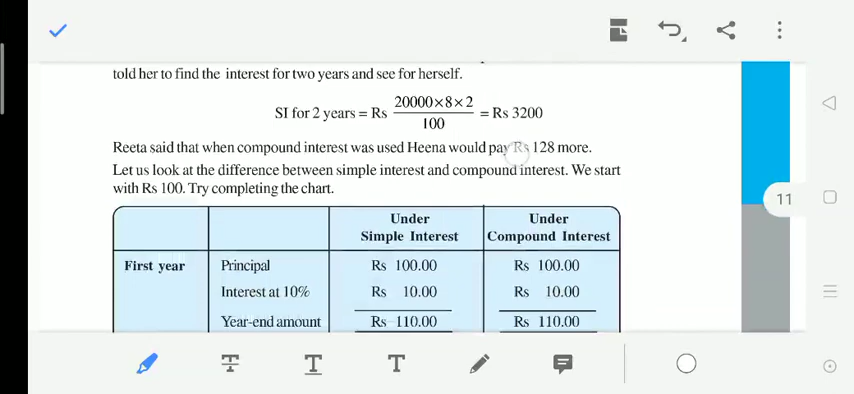 told her to find the interest for two years and see for herself.
SI for 2 years = Rs 20000×8×2 / 100 = Rs 3200
Reeta said that when compound interest was used Heena would pay Rs 128 more.
Let us look at the difference between simple interest and compound interest. We start
with Rs 100. Try completing the chart.
Under Simple Interest Under Compound Interest
First year Principal Rs 100.00 Rs 100.00
Interest at 10% Rs 10.00 Rs 10.00
Year-end amount Rs 110.00 Rs 110.00
11
T T T